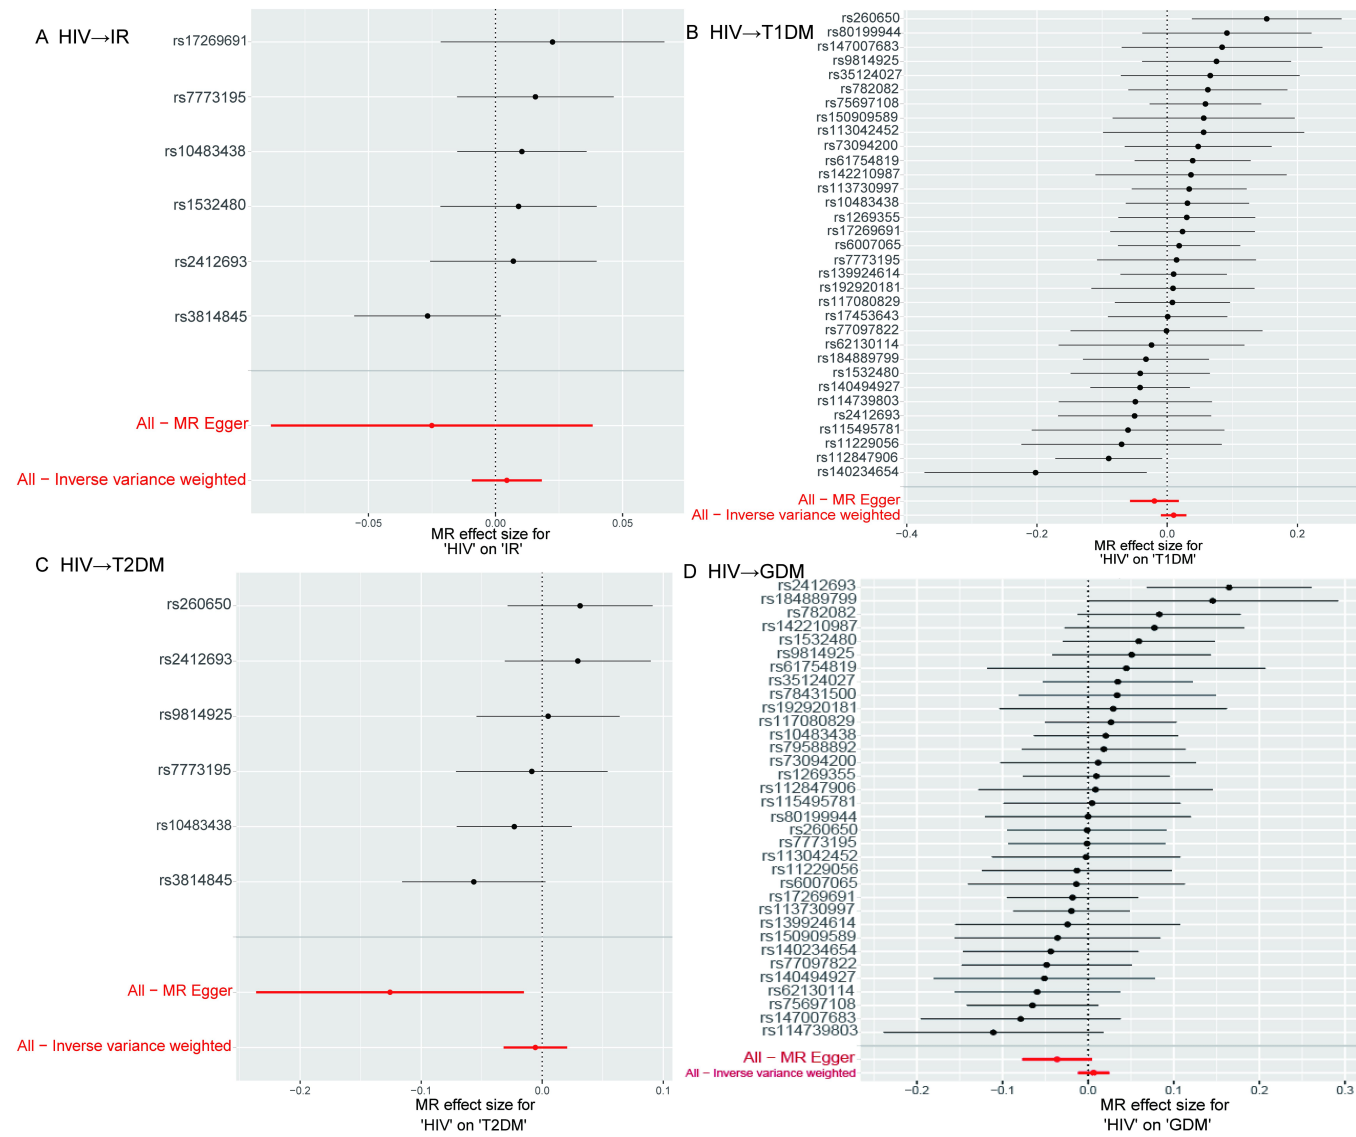 A HIV→IR
rs17269691
rs7773195
rs10483438
rs1532480
rs2412693
rs3814845
All − MR Egger
All − Inverse variance weighted
−0.05
0.00
0.05
MR effect size for
'HIV' on 'IR'
B HIV→T1DM
rs260650
rs80199944
rs147007683
rs9814925
rs35124027
rs782082
rs75697108
rs150909589
rs113042452
rs73094200
rs61754819
rs142210987
rs113730997
rs10483438
rs1269355
rs17269691
rs6007065
rs7773195
rs139924614
rs192920181
rs117080829
rs17453643
rs77097822
rs62130114
rs184889799
rs1532480
rs140494927
rs114739803
rs2412693
rs115495781
rs11229056
rs112847906
rs140234654
All − MR Egger
All − Inverse variance weighted
−0.4
−0.2
0.0
0.2
MR effect size for
'HIV' on 'T1DM'
C HIV→T2DM
rs260650
rs2412693
rs9814925
rs7773195
rs10483438
rs3814845
All − MR Egger
All − Inverse variance weighted
−0.2
−0.1
0.0
0.1
MR effect size for
'HIV' on 'T2DM'
D HIV→GDM
rs2412693
rs184889799
rs782082
rs142210987
rs1532480
rs9814925
rs61754819
rs35124027
rs78431500
rs192920181
rs117080829
rs10483438
rs79588892
rs73094200
rs1269355
rs112847906
rs115495781
rs80199944
rs260650
rs7773195
rs113042452
rs11229056
rs6007065
rs17269691
rs113730997
rs139924614
rs150909589
rs140234654
rs77097822
rs140494927
rs62130114
rs75697108
rs147007683
rs114739803
All − MR Egger
All − Inverse variance weighted
−0.2
−0.1
0.0
0.1
0.2
0.3
MR effect size for
'HIV' on 'GDM'